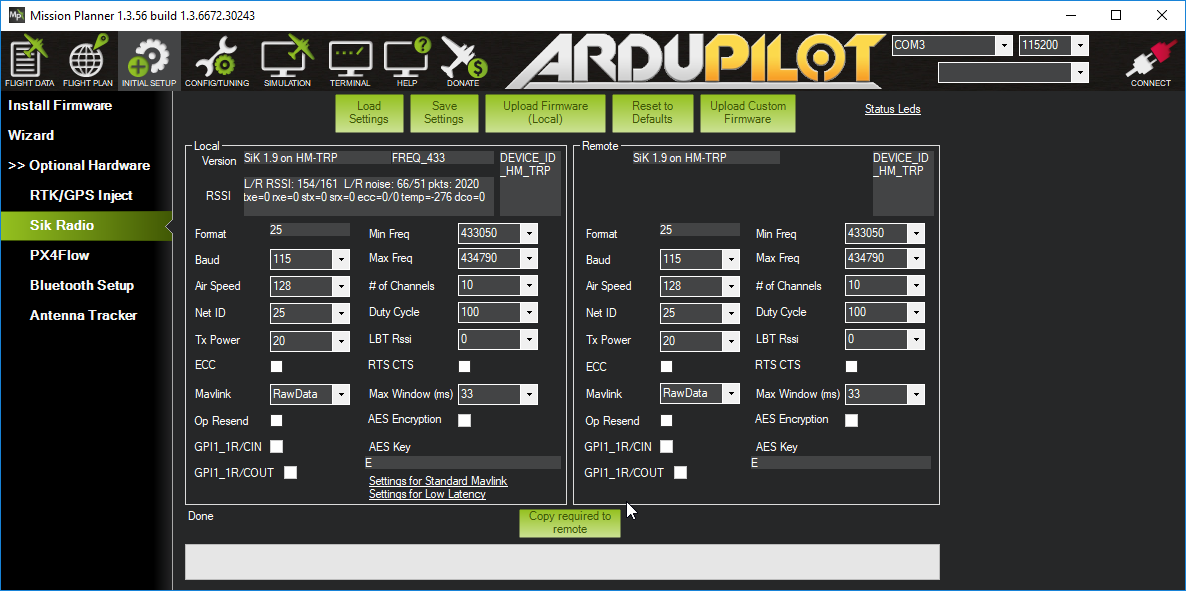 Mp Mission Planner 1.3.56 build 1.3.6672.30243
FLIGHT DATA FLIGHT PLAN INITIAL SETUP CONFIG/TUNING SIMULATION TERMINAL HELP DONATE
ARDUPILOT
COM3 115200
CONNECT
Install Firmware
Wizard
>> Optional Hardware
RTK/GPS Inject
Sik Radio
PX4Flow
Bluetooth Setup
Antenna Tracker
Load Settings
Save Settings
Upload Firmware (Local)
Reset to Defaults
Upload Custom Firmware
Status Leds
Local
Version SiK 1.9 on HM-TRP FREQ_433 DEVICE_ID_HM_TRP
RSSI
L/R RSSI: 154/161 L/R noise: 66/51 pkts: 2020
txe=0 rxe=0 stx=0 srx=0 ecc=0/0 temp=-276 dco=0
Format 25 Min Freq 433050
Baud 115 Max Freq 434790
Air Speed 128 # of Channels 10
Net ID 25 Duty Cycle 100
Tx Power 20 LBT Rssi 0
ECC RTS CTS
Mavlink RawData Max Window (ms) 33
Op Resend AES Encryption
GPI1_1R/CIN AES Key
GPI1_1R/COUT E
Settings for Standard Mavlink
Settings for Low Latency
Remote
SiK 1.9 on HM-TRP DEVICE_ID_HM_TRP
Format 25 Min Freq 433050
Baud 115 Max Freq 434790
Air Speed 128 # of Channels 10
Net ID 25 Duty Cycle 100
Tx Power 20 LBT Rssi 0
ECC RTS CTS
Mavlink RawData Max Window (ms) 33
Op Resend AES Encryption
GPI1_1R/CIN AES Key
GPI1_1R/COUT E
Done
Copy required to remote